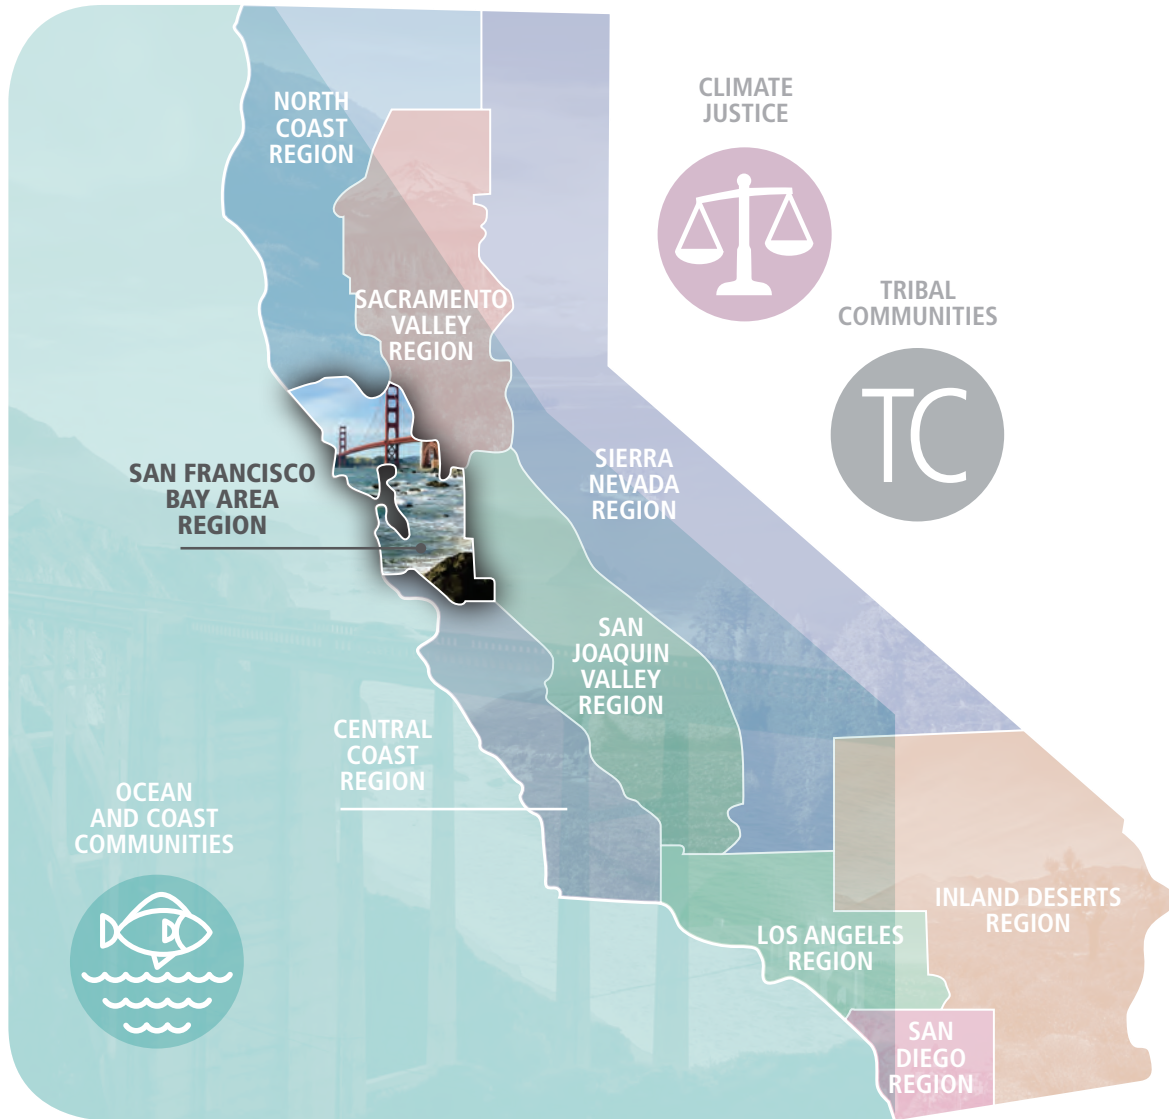 NORTH
COAST
REGION
CLIMATE
JUSTICE
SACRAMENTO
VALLEY
REGION
TRIBAL
COMMUNITIES
TC
SAN FRANCISCO
BAY AREA
REGION
SIERRA
NEVADA
REGION
SAN
JOAQUIN
VALLEY
REGION
CENTRAL
COAST
REGION
OCEAN
AND COAST
COMMUNITIES
INLAND DESERTS
REGION
LOS ANGELES
REGION
SAN
DIEGO
REGION